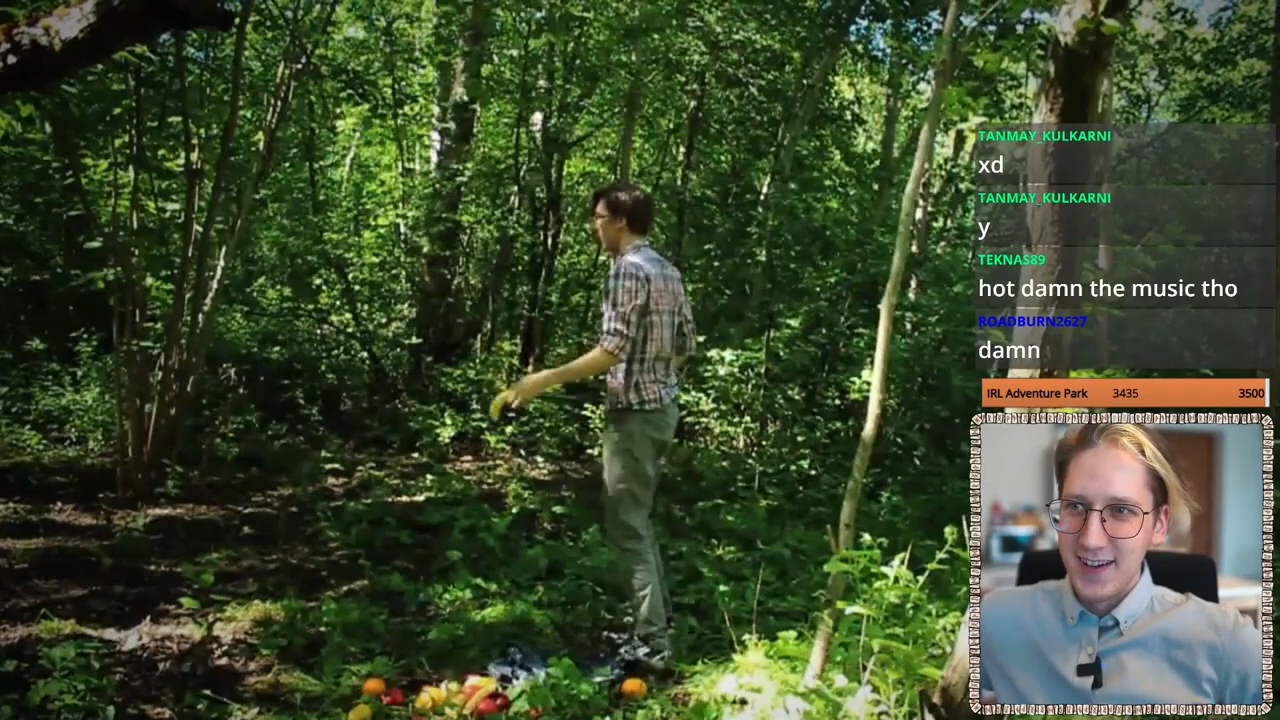 TANMAY_KULKARNI
xd
TANMAY_KULKARNI
y
TEKNAS89
hot damn the music tho
ROADBURN2627
damn
IRL Adventure Park 3435 3500